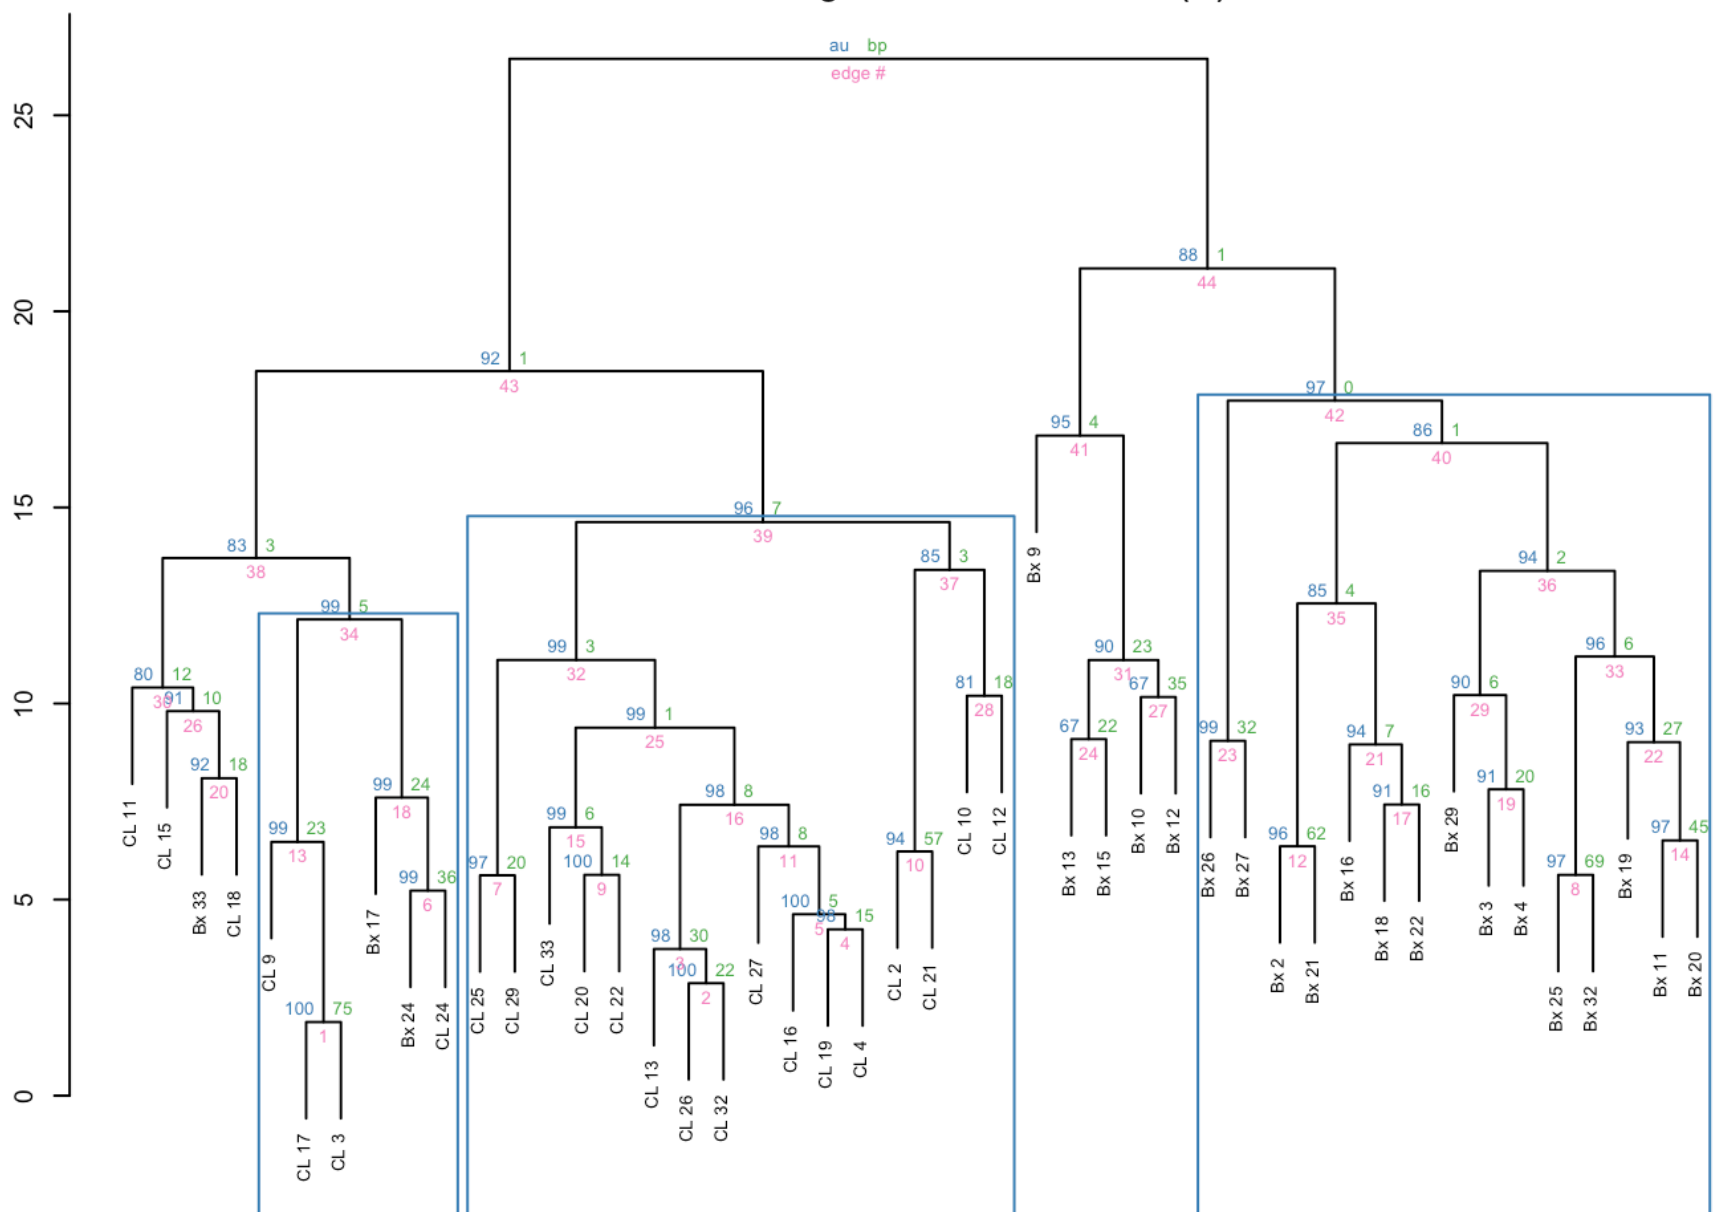 au bp
edge #
25
88 1
44
20
92 1
43
97 0
42
95 4
41
86 1
40
15
96 7
39
83 3
38
85 3
37
94 2
36
85 4
35
99 5
34
99 3
32
90 23
31
96 6
33
10
80 12
30
91 10
26
81 18
28
67 35
27
90 6
29
99 1
25
67 22
24
99 32
23
94 7
21
93 27
22
92 18
20
99 24
18
98 8
16
91 16
17
91 20
19
99 23
13
99 6
15
98 8
11
94 57
10
96 62
12
97 45
14
5
97 20
7
100 14
9
97 69
8
99 36
6
100 5
5
98 15
4
98 30
3
100 22
2
100 75
1
0
CL 11
CL 15
Bx 33
CL 18
CL 9
CL 17
CL 3
Bx 17
Bx 24
CL 24
CL 25
CL 29
CL 33
CL 20
CL 22
CL 13
CL 26
CL 32
CL 27
CL 16
CL 19
CL 4
CL 2
CL 21
CL 10
CL 12
Bx 9
Bx 13
Bx 15
Bx 10
Bx 12
Bx 26
Bx 27
Bx 2
Bx 21
Bx 16
Bx 18
Bx 22
Bx 29
Bx 3
Bx 4
Bx 25
Bx 32
Bx 19
Bx 11
Bx 20